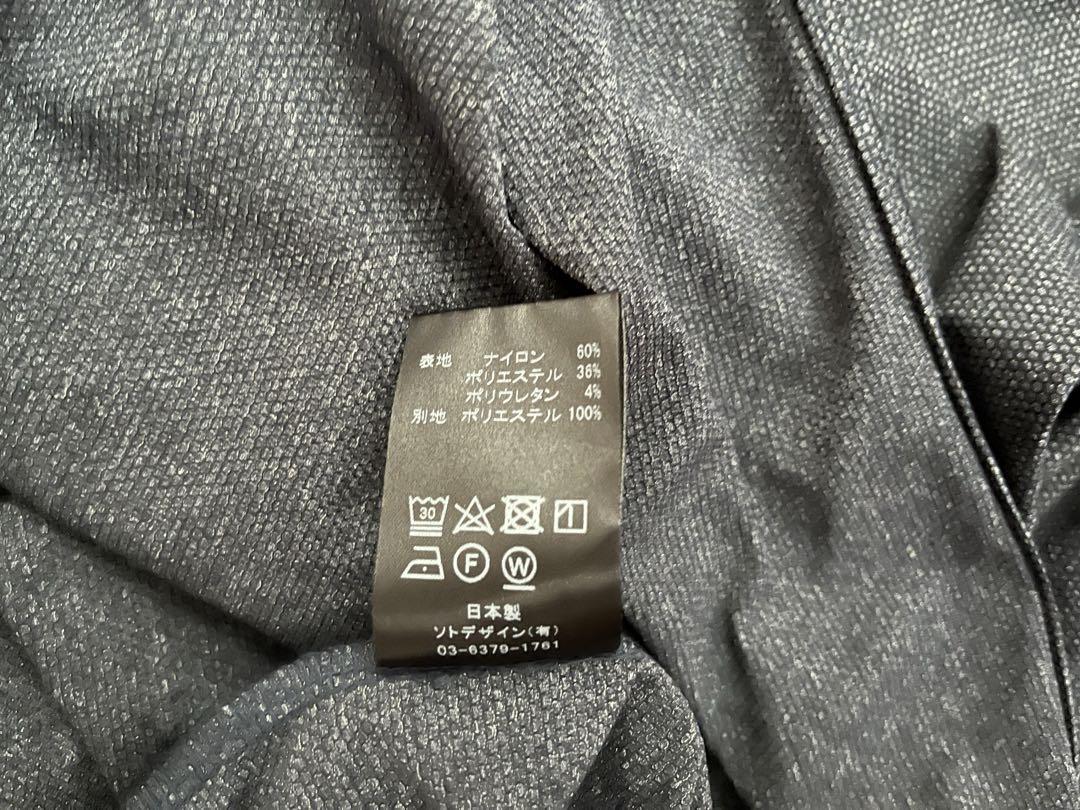 表地 ナイロン 60%
ポリエステル 36%
ポリウレタン 4%
別地 ポリエステル 100%
30
F W
日本製
ソトデザイン(有)
03-6379-1761